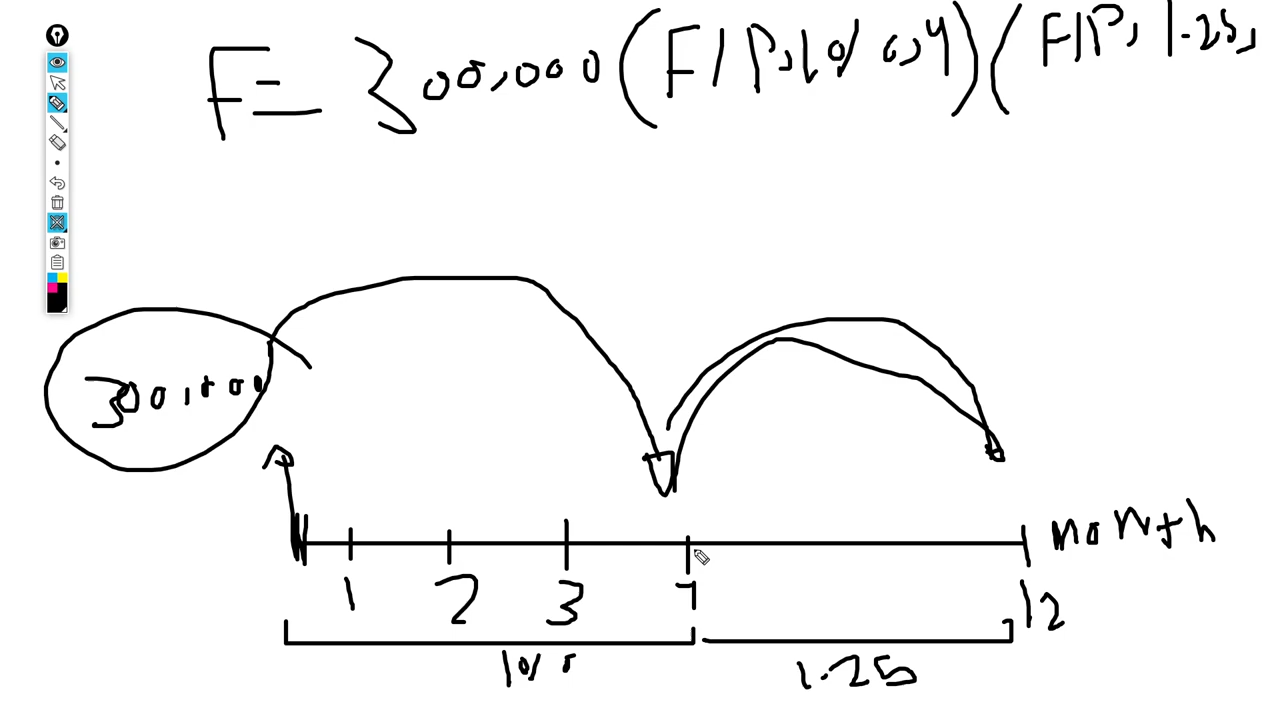 F= 300,000 (F/P,1%,4)(F/P, 1.25,
300,000
month
1 2 3 4 12
1% 1.25